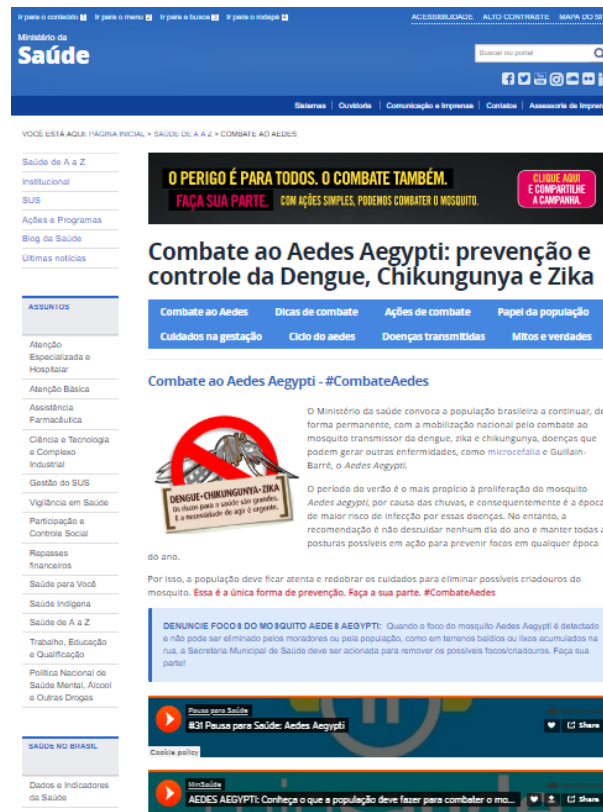 Ir para o conteúdo 1 Ir para o menu 2 Ir para a busca 3 Ir para o rodapé 4
ACESSIBILIDADE ALTO CONTRASTE MAPA DO SI
Ministério da
Saúde
Buscar no portal
Sistemas Ouvidoria Comunicação e Imprensa Contatos Assessoria de Impren
VOCÊ ESTÁ AQUI: PÁGINA INICIAL > SAÚDE DE A A Z > COMBATE AO AEDES
Saúde de A a Z
Institucional
SUS
Ações e Programas
Blog da Saúde
Últimas notícias
ASSUNTOS
Atenção
Especializada e
Hospitalar
Atenção Básica
Assistência
Farmacêutica
Ciência e Tecnologia
e Complexo
Industrial
Gestão do SUS
Vigilância em Saúde
Participação e
Controle Social
Repasses
financeiros
Saúde para Você
Saúde Indígena
Saúde de A a Z
Trabalho, Educação
e Qualificação
Política Nacional de
Saúde Mental, Álcool
e Outras Drogas
SAÚDE NO BRASIL
Dados e Indicadores
da Saúde
O PERIGO É PARA TODOS. O COMBATE TAMBÉM.
FAÇA SUA PARTE. COM AÇÕES SIMPLES, PODEMOS COMBATER O MOSQUITO.
CLIQUE AQUI
E COMPARTILHE
A CAMPANHA.
Combate ao Aedes Aegypti: prevenção e
controle da Dengue, Chikungunya e Zika
Combate ao Aedes Dicas de combate Ações de combate Papel da população
Cuidados na gestação Ciclo do aedes Doenças transmitidas Mitos e verdades
Combate ao Aedes Aegypti - #CombateAedes
DENGUE-CHIKUNGUNYA-ZIKA
Os riscos para a saúde são grandes.
E a necessidade de agir é urgente.
O Ministério da saúde convoca a população brasileira a continuar, de
forma permanente, com a mobilização nacional pelo combate ao
mosquito transmissor da dengue, zika e chikungunya, doenças que
podem gerar outras enfermidades, como microcefalia e Guillain-
Barré, o Aedes Aegypti.
O período do verão é o mais propício à proliferação do mosquito
Aedes aegypti, por causa das chuvas, e consequentemente é a época
de maior risco de infecção por essas doenças. No entanto, a
recomendação é não descuidar nenhum dia do ano e manter todas a
posturas possíveis em ação para prevenir focos em qualquer época
do ano.
Por isso, a população deve ficar atenta e redobrar os cuidados para eliminar possíveis criadouros do
mosquito. Essa é a única forma de prevenção. Faça a sua parte. #CombateAedes
DENUNCIE FOCOS DO MOSQUITO AEDES AEGYPTI: Quando o foco do mosquito Aedes Aegypti é detectado
e não pode ser eliminado pelos moradores ou pela população, como em terrenos baldios ou lixos acumulados na
rua, a Secretaria Municipal de Saúde deve ser acionada para remover os possíveis focos/criadouros. Faça sua
parte!
Pausa para Saúde
#31 Pausa para Saúde: Aedes Aegypti
Share
Cookie policy
MinSaúde
AEDES AEGYPTI: Conheça o que a população deve fazer para combater o mo...
Share